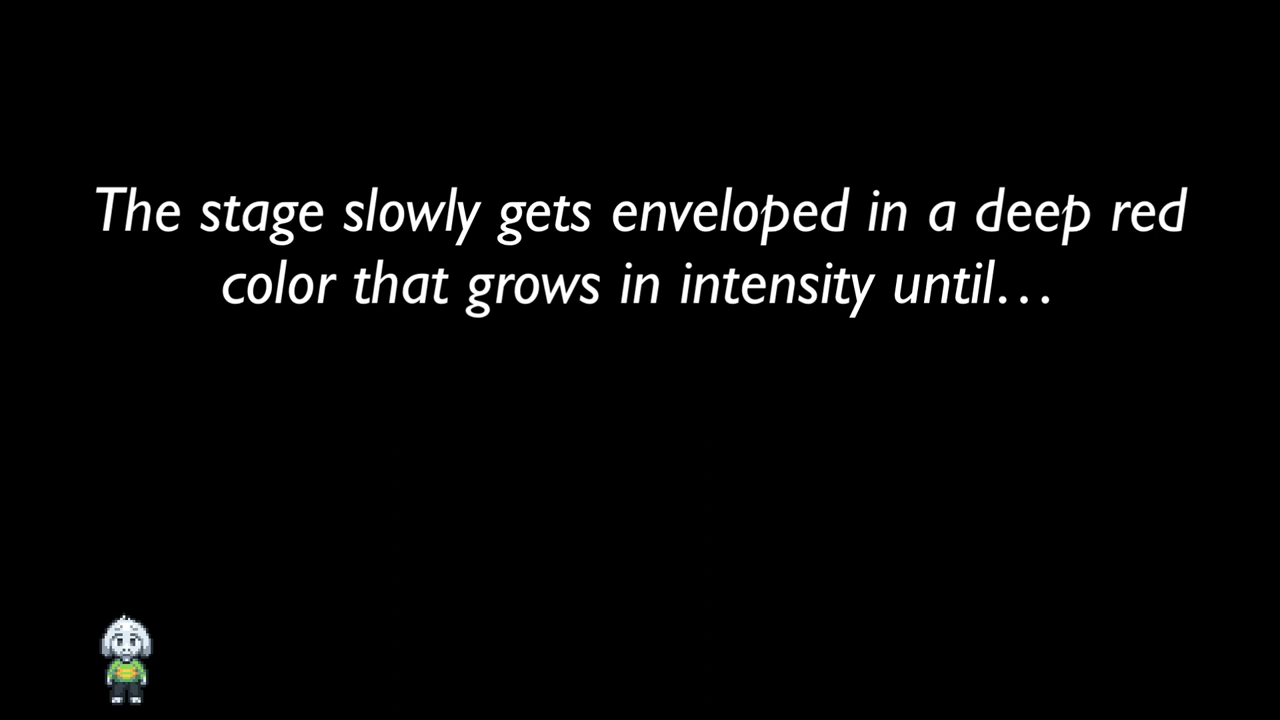 The stage slowly gets enveloped in a deep red
color that grows in intensity until…